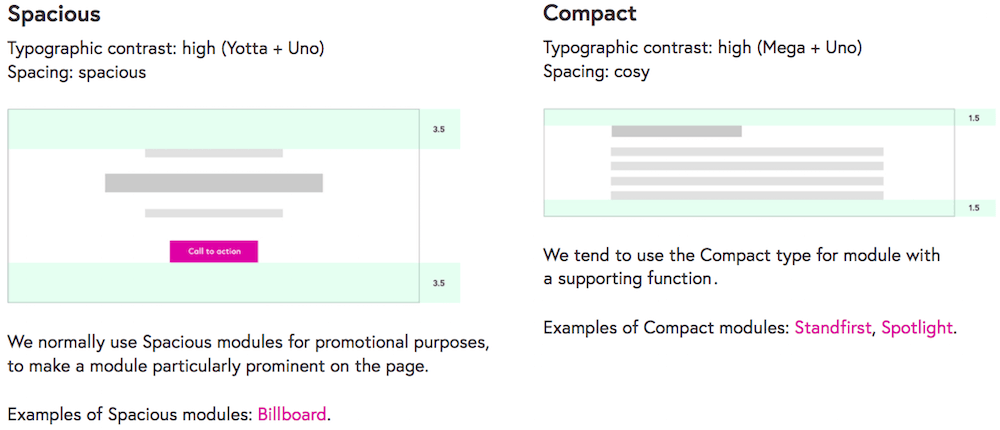 Spacious
Typographic contrast: high (Yotta + Uno)
Spacing: spacious
3.5
Call to action
3.5
We normally use Spacious modules for promotional purposes,
to make a module particularly prominent on the page.
Examples of Spacious modules: Billboard.
Compact
Typographic contrast: high (Mega + Uno)
Spacing: cosy
1.5
1.5
We tend to use the Compact type for module with
a supporting function.
Examples of Compact modules: Standfirst, Spotlight.